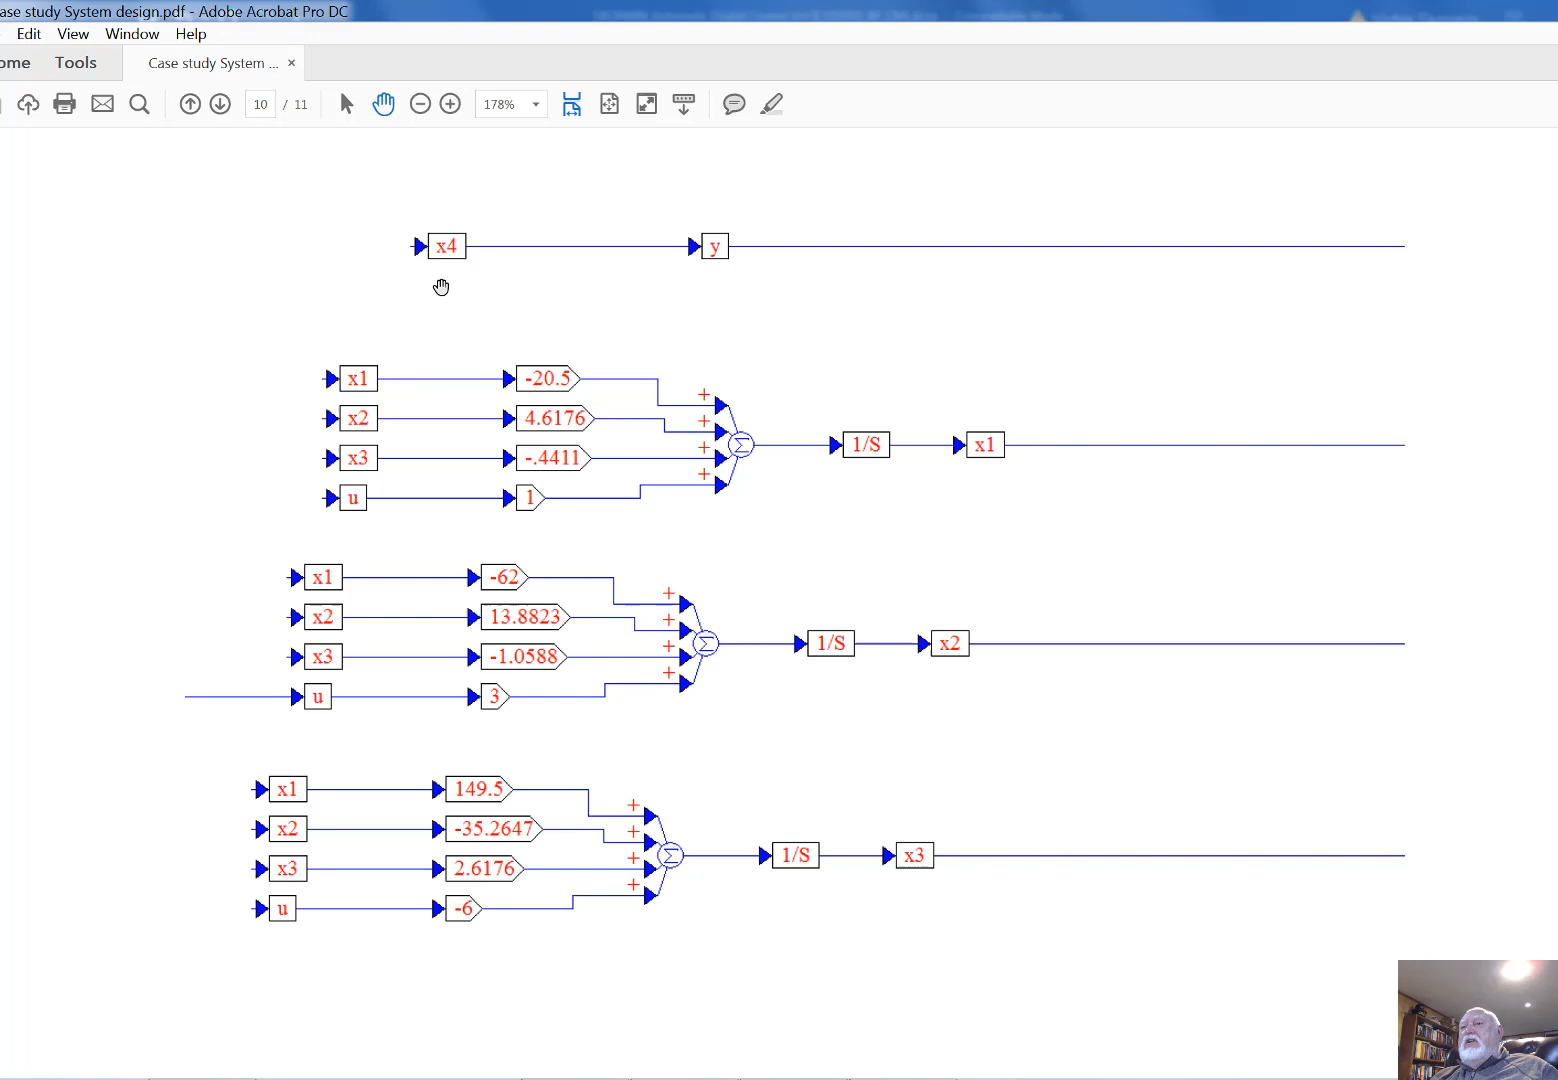 ase study System design.pdf - Adobe Acrobat Pro DC
Edit View Window Help
ome Tools Case study System ... ×
10 / 11 178%
x4 y
x1 -20.5 +
x2 4.6176 +
Σ 1/S x1
x3 -.4411 +
u 1 +
x1 -62 +
x2 13.8823 +
Σ 1/S x2
x3 -1.0588 +
u 3 +
x1 149.5 +
x2 -35.2647 +
Σ 1/S x3
x3 2.6176 +
u -6 +